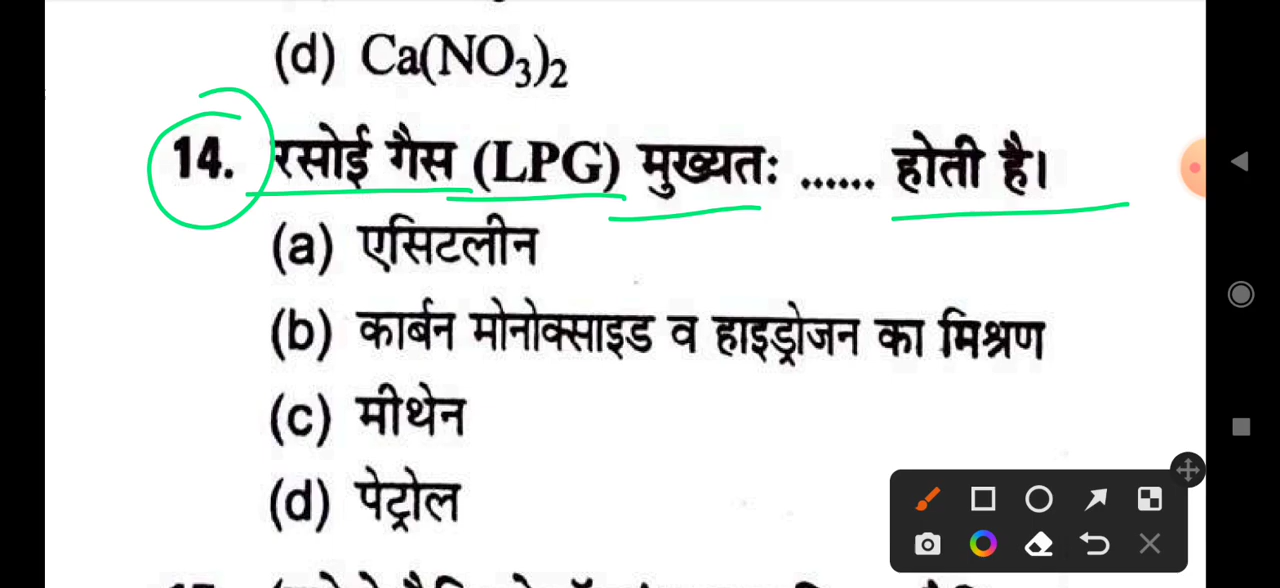 (d) Ca(NO₃)₂
14. रसोई गैस (LPG) मुख्यतः ...... होती है।
(a) एसिटलीन
(b) कार्बन मोनोक्साइड व हाइड्रोजन का मिश्रण
(c) मीथेन
(d) पेट्रोल